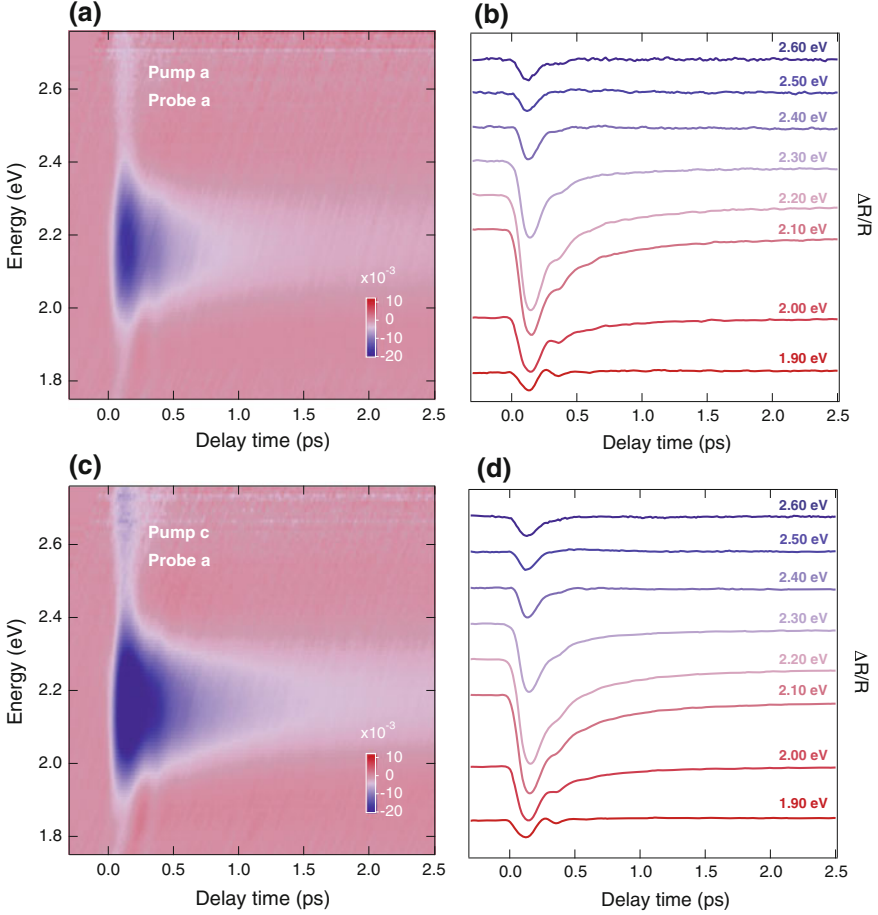 (a)
Pump a
Probe a
x10⁻³
10
0
-10
-20
2.6
2.4
2.2
2.0
1.8
Energy (eV)
0.0 0.5 1.0 1.5 2.0 2.5
Delay time (ps)
(b)
2.60 eV
2.50 eV
2.40 eV
2.30 eV
2.20 eV
2.10 eV
2.00 eV
1.90 eV
ΔR/R
0.0 0.5 1.0 1.5 2.0 2.5
Delay time (ps)
(c)
Pump c
Probe a
x10⁻³
10
0
-10
-20
2.6
2.4
2.2
2.0
1.8
Energy (eV)
0.0 0.5 1.0 1.5 2.0 2.5
Delay time (ps)
(d)
2.60 eV
2.50 eV
2.40 eV
2.30 eV
2.20 eV
2.10 eV
2.00 eV
1.90 eV
ΔR/R
0.0 0.5 1.0 1.5 2.0 2.5
Delay time (ps)